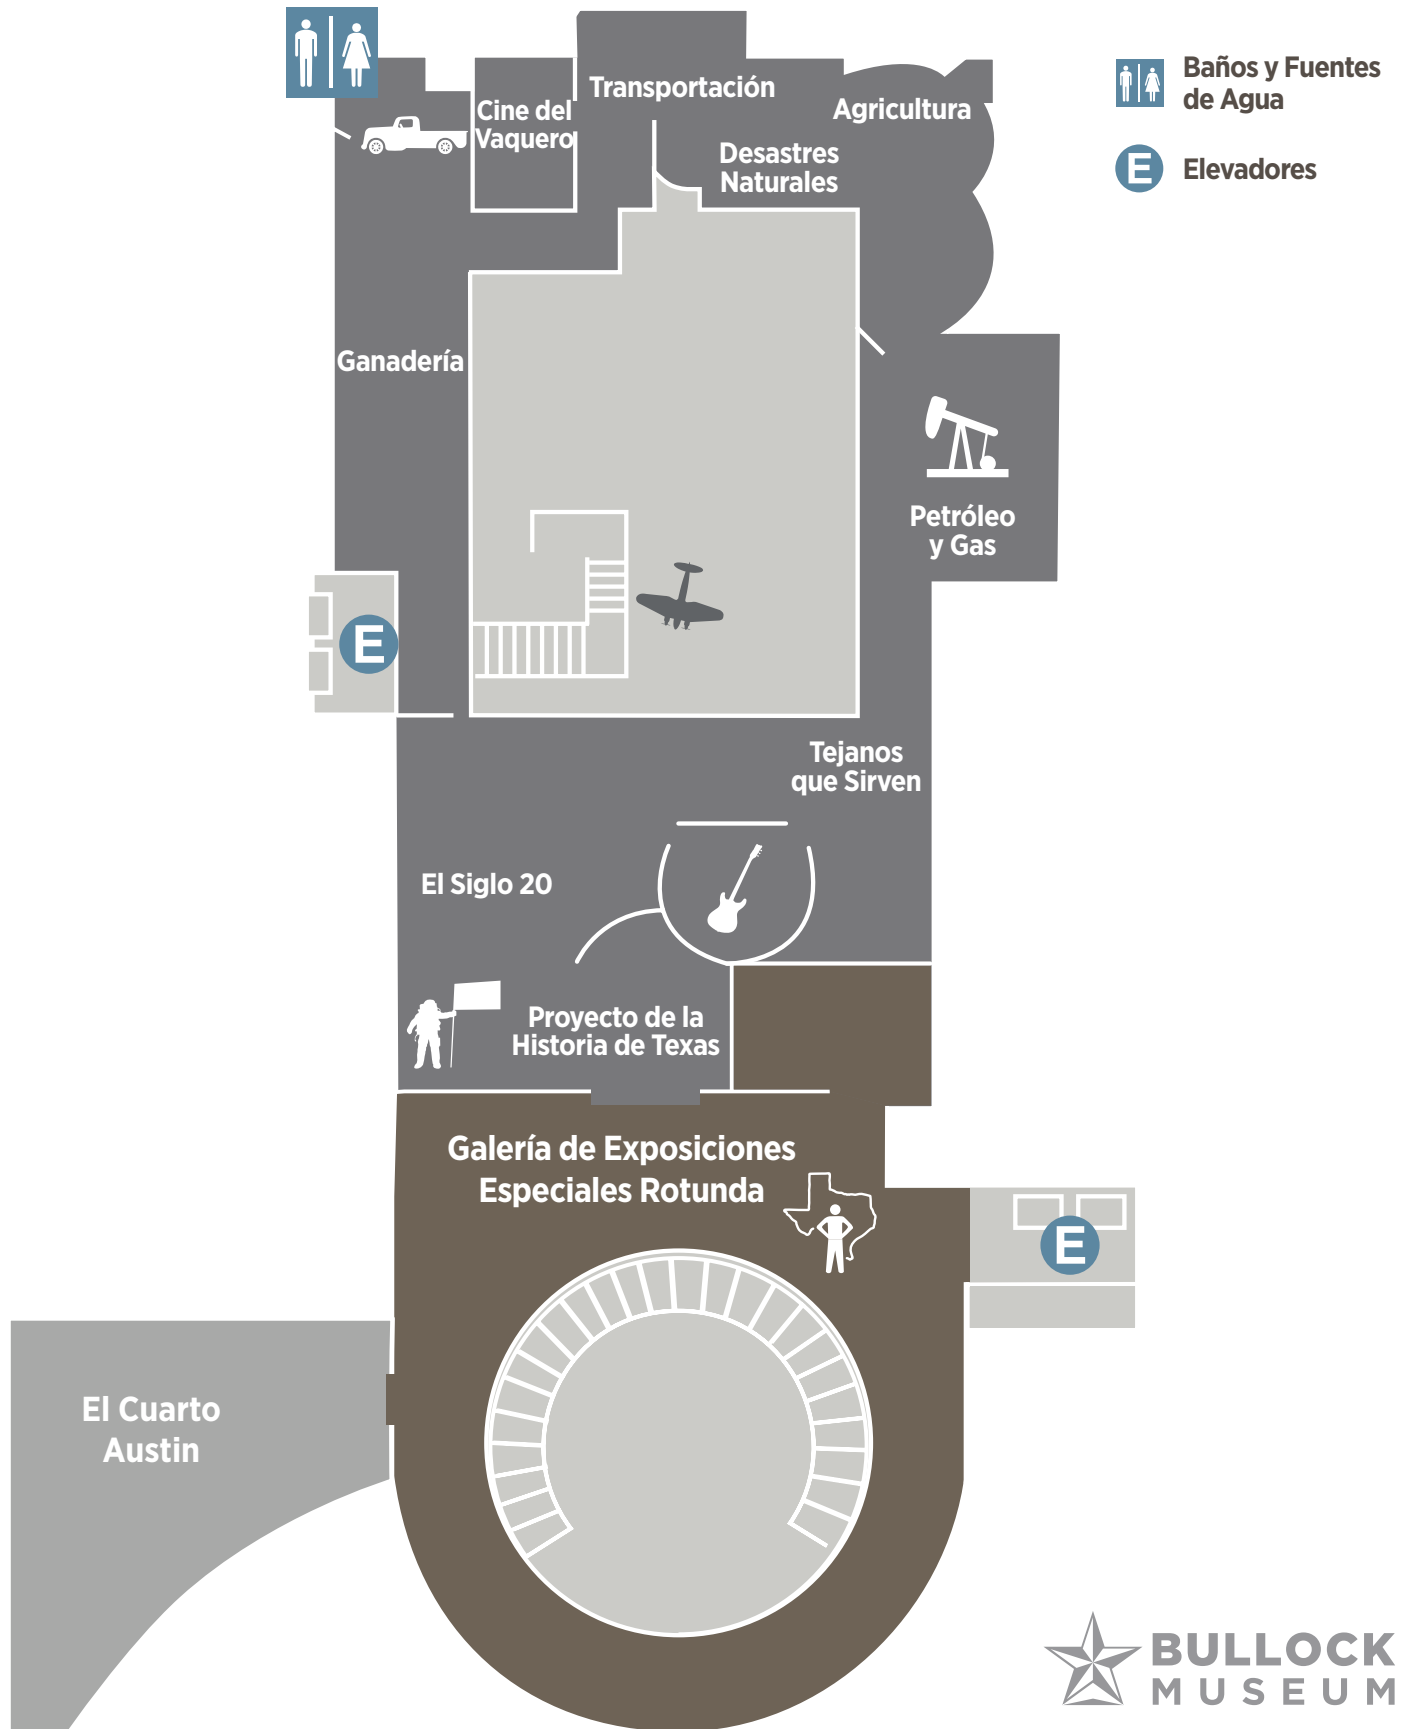 Baños y Fuentes
de Agua
E Elevadores
Cine del
Vaquero
Transportación
Agricultura
Desastres
Naturales
Ganadería
Petróleo
y Gas
E
Tejanos
que Sirven
El Siglo 20
Proyecto de la
Historia de Texas
Galería de Exposiciones
Especiales Rotunda
E
El Cuarto
Austin
BULLOCK
MUSEUM